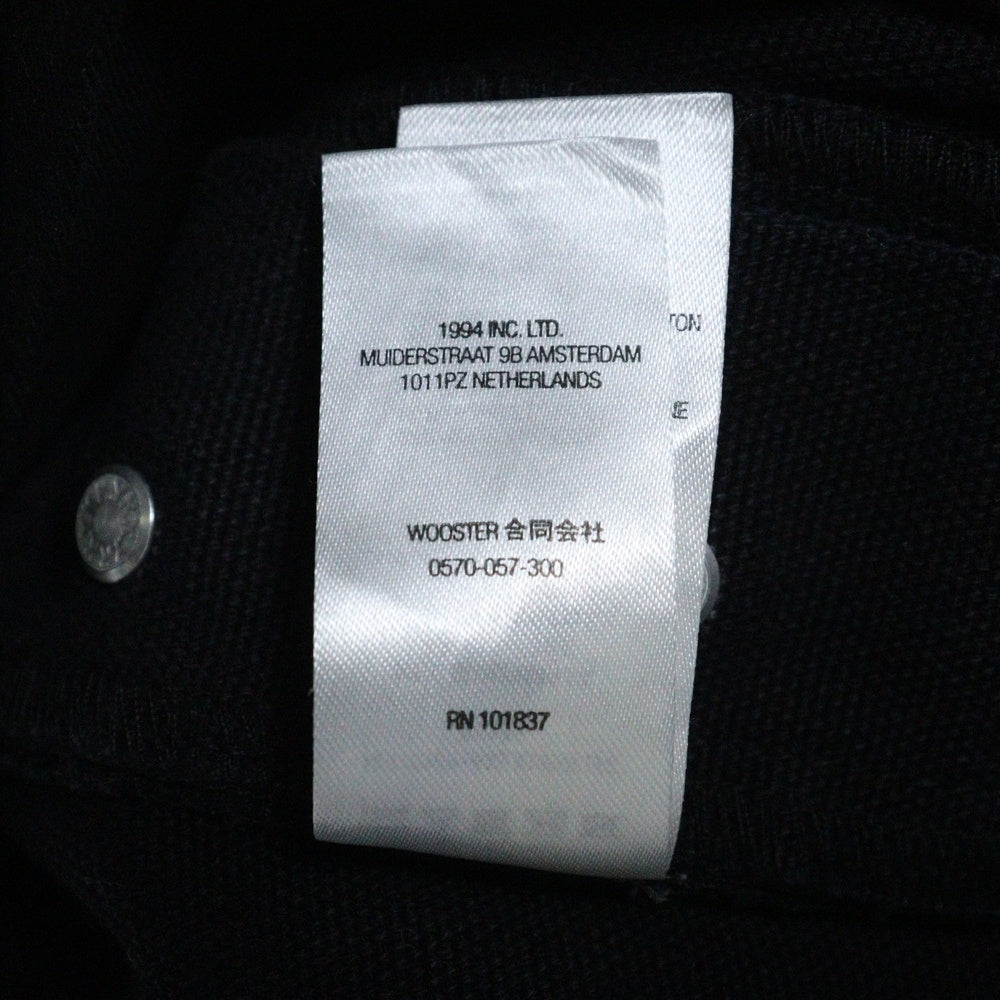 1994 INC. LTD.
MUIDERSTRAAT 9B AMSTERDAM
1011PZ NETHERLANDS
WOOSTER 合同会社
0570-057-300
RN 101837